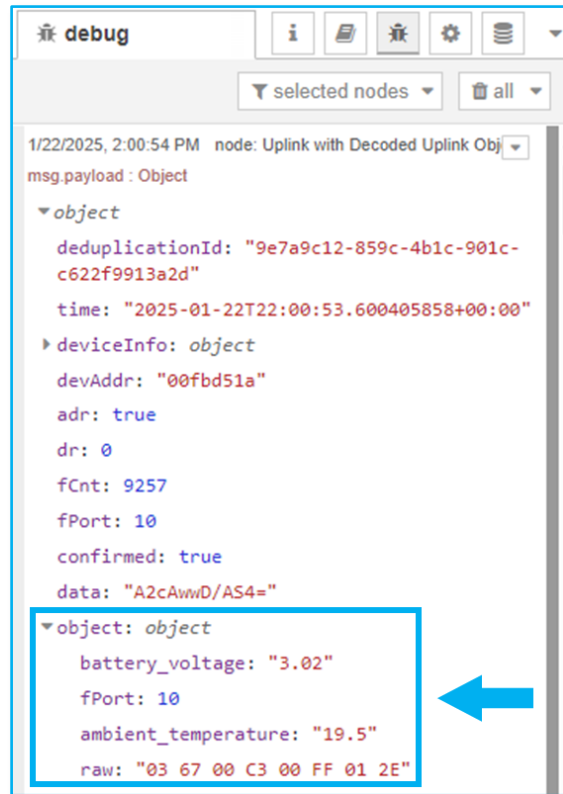 debug
i
selected nodes
all
1/22/2025, 2:00:54 PM node: Uplink with Decoded Uplink Obj
msg.payload : Object
object
deduplicationId: "9e7a9c12-859c-4b1c-901c-
c622f9913a2d"
time: "2025-01-22T22:00:53.600405858+00:00"
deviceInfo: object
devAddr: "00fbd51a"
adr: true
dr: 0
fCnt: 9257
fPort: 10
confirmed: true
data: "A2cAwwD/AS4="
object: object
battery_voltage: "3.02"
fPort: 10
ambient_temperature: "19.5"
raw: "03 67 00 C3 00 FF 01 2E"